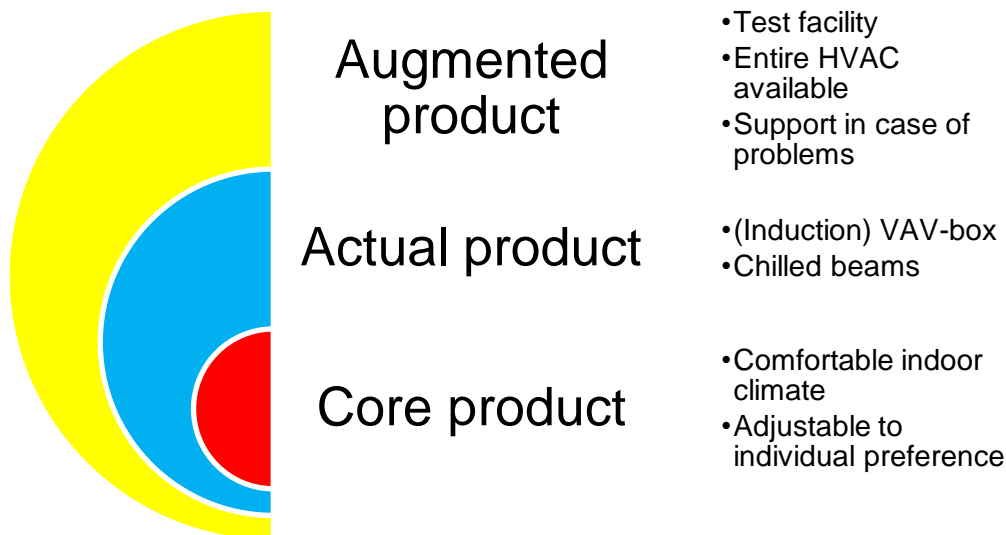 Augmented
product
•Test facility
•Entire HVAC
available
•Support in case of
problems
Actual product
•(Induction) VAV-box
•Chilled beams
Core product
•Comfortable indoor
climate
•Adjustable to
individual preference